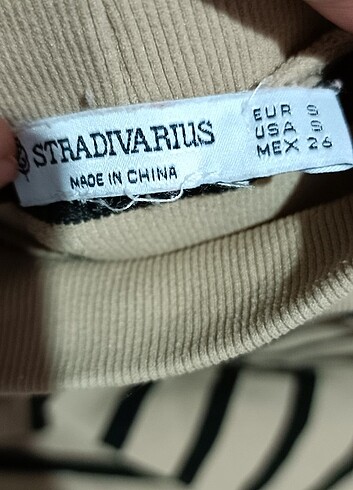 STRADIVARIUS
MADE IN CHINA
EUR S
USA S
MEX 26